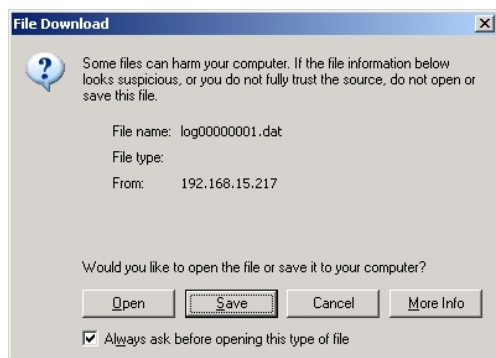 File Download
Some files can harm your computer. If the file information below
looks suspicious, or you do not fully trust the source, do not open or
save this file.
File name: log00000001.dat
File type:
From: 192.168.15.217
Would you like to open the file or save it to your computer?
Open Save Cancel More Info
Always ask before opening this type of file